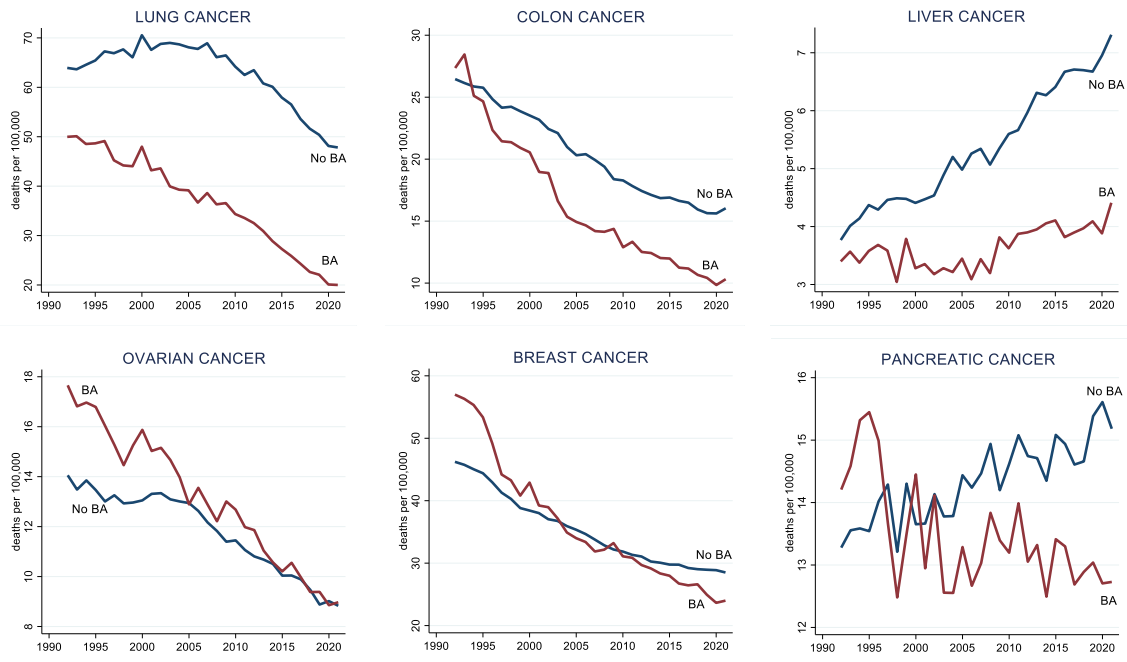 LUNG CANCER
deaths per 100,000
70
60
50
40
30
20
No BA
BA
1990 1995 2000 2005 2010 2015 2020
COLON CANCER
deaths per 100,000
30
25
20
15
10
No BA
BA
1990 1995 2000 2005 2010 2015 2020
LIVER CANCER
deaths per 100,000
7
6
5
4
3
No BA
BA
1990 1995 2000 2005 2010 2015 2020
OVARIAN CANCER
deaths per 100,000
18
16
14
12
10
8
BA
No BA
1990 1995 2000 2005 2010 2015 2020
BREAST CANCER
deaths per 100,000
60
50
40
30
20
No BA
BA
1990 1995 2000 2005 2010 2015 2020
PANCREATIC CANCER
deaths per 100,000
16
15
14
13
12
No BA
BA
1990 1995 2000 2005 2010 2015 2020